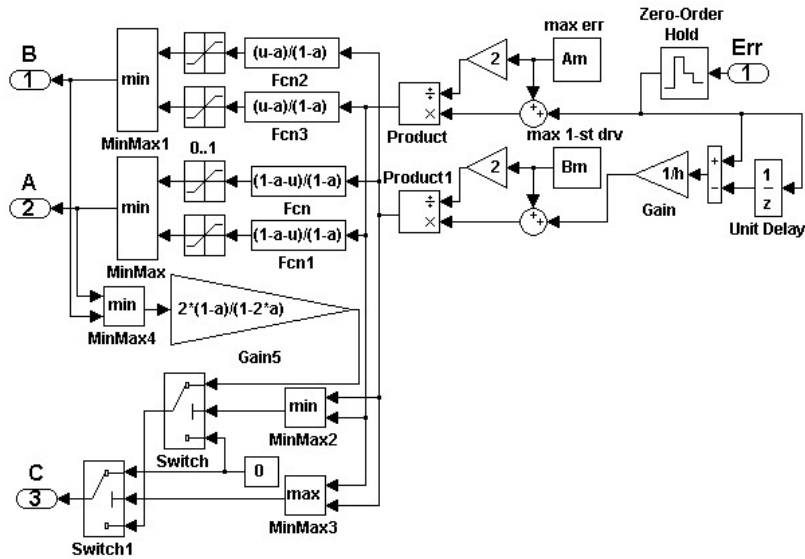 B
1
min
MinMax1
(u-a)/(1-a)
Fcn2
(u-a)/(1-a)
Fcn3
max err
2
Am
÷
×
Product
+
+
Zero-Order
Hold
Err
1
0..1
A
2
min
MinMax
(1-a-u)/(1-a)
Fcn
(1-a-u)/(1-a)
Fcn1
max 1-st drv
Product1
2
Bm
÷
×
+
+
1/h
Gain
+
−
1
z
Unit Delay
min
MinMax4
2*(1-a)/(1-2*a)
Gain5
Switch
min
MinMax2
0
C
3
Switch1
max
MinMax3